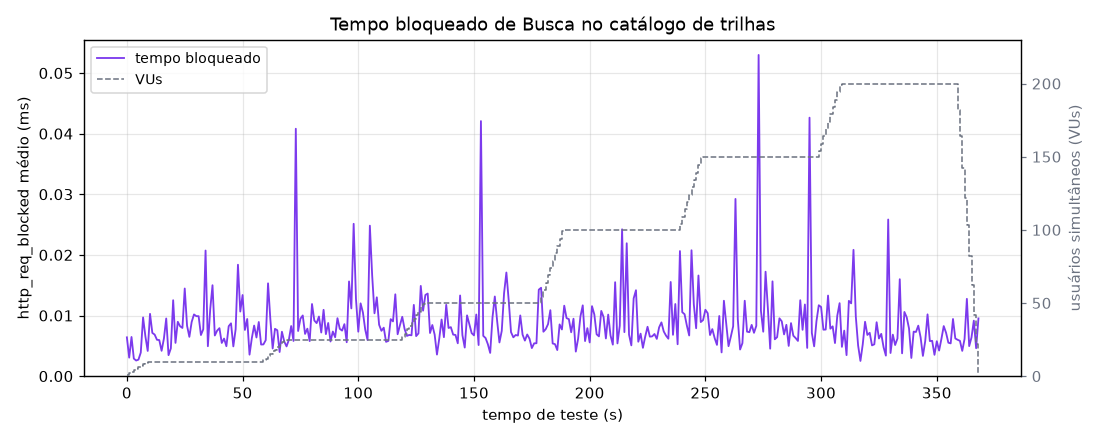 Tempo bloqueado de Busca no catálogo de trilhas
tempo bloqueado
VUs
http_req_blocked médio (ms)
0.05
0.04
0.03
0.02
0.01
0.00
200
150
100
50
0
usuários simultâneos (VUs)
0 50 100 150 200 250 300 350
tempo de teste (s)